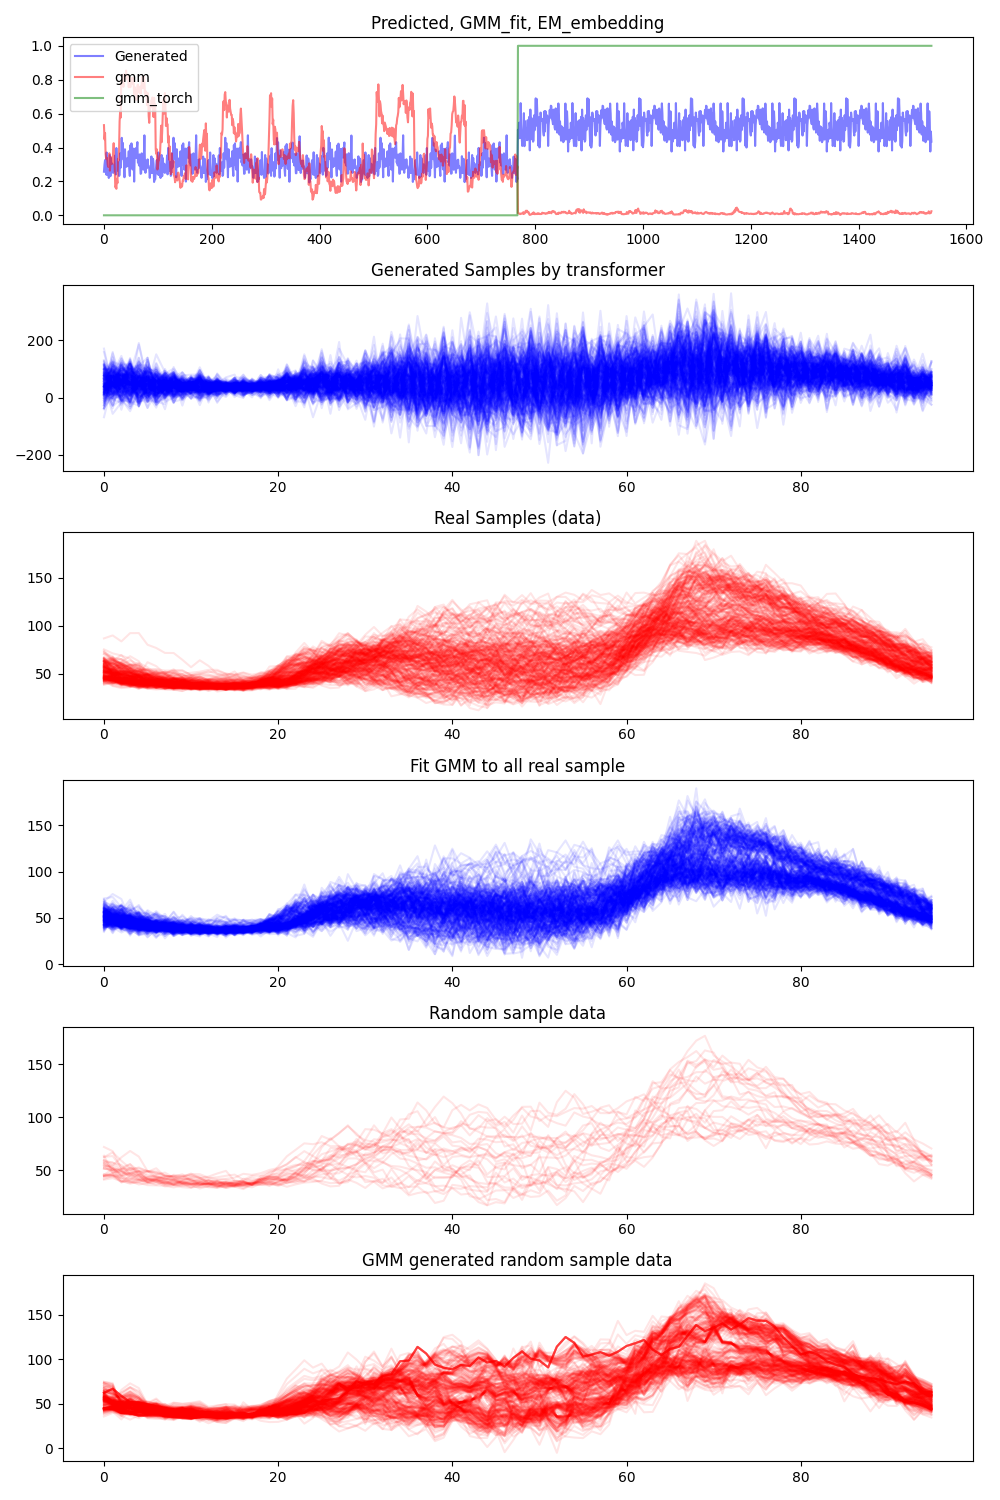 Predicted, GMM_fit, EM_embedding
1.0
0.8
0.6
0.4
0.2
0.0
Generated
gmm
gmm_torch
0 200 400 600 800 1000 1200 1400 1600
Generated Samples by transformer
200
0
−200
0 20 40 60 80
Real Samples (data)
150
100
50
0 20 40 60 80
Fit GMM to all real sample
150
100
50
0
0 20 40 60 80
Random sample data
150
100
50
0 20 40 60 80
GMM generated random sample data
150
100
50
0
0 20 40 60 80